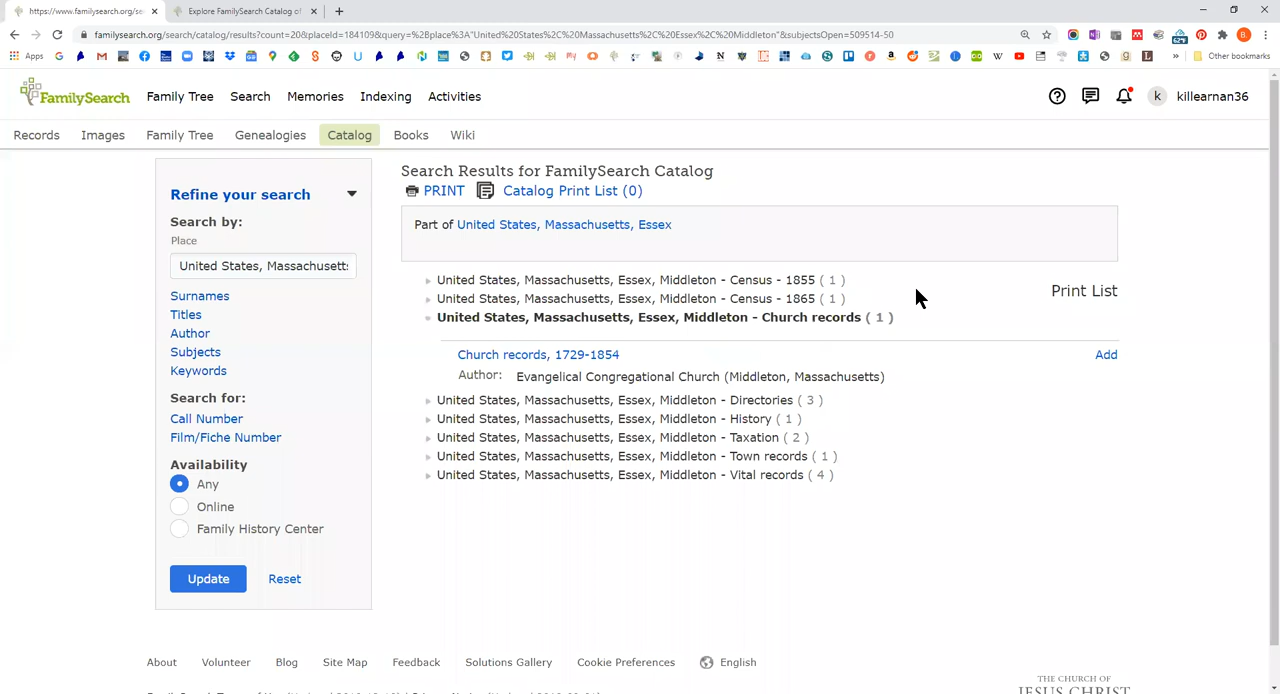 https://www.familysearch.org/se
Explore FamilySearch Catalog of
familysearch.org/search/catalog/results?count=20&placeId=184109&query=%2Bplace%3A"United%20States%2C%20Massachusetts%2C%20Essex%2C%20Middleton"&subjectsOpen=509514-50
Apps
Other bookmarks
FamilySearch Family Tree Search Memories Indexing Activities killearnan36
Records Images Family Tree Genealogies Catalog Books Wiki
Refine your search
Search by:
Place
United States, Massachusett:
Surnames
Titles
Author
Subjects
Keywords
Search for:
Call Number
Film/Fiche Number
Availability
Any
Online
Family History Center
Update Reset
Search Results for FamilySearch Catalog
PRINT Catalog Print List (0)
Part of United States, Massachusetts, Essex
United States, Massachusetts, Essex, Middleton - Census - 1855 ( 1 )
United States, Massachusetts, Essex, Middleton - Census - 1865 ( 1 )
United States, Massachusetts, Essex, Middleton - Church records ( 1 )
Church records, 1729-1854 Add
Author: Evangelical Congregational Church (Middleton, Massachusetts)
United States, Massachusetts, Essex, Middleton - Directories ( 3 )
United States, Massachusetts, Essex, Middleton - History ( 1 )
United States, Massachusetts, Essex, Middleton - Taxation ( 2 )
United States, Massachusetts, Essex, Middleton - Town records ( 1 )
United States, Massachusetts, Essex, Middleton - Vital records ( 4 )
Print List
About Volunteer Blog Site Map Feedback Solutions Gallery Cookie Preferences English
THE CHURCH OF
JESUS CHRIST